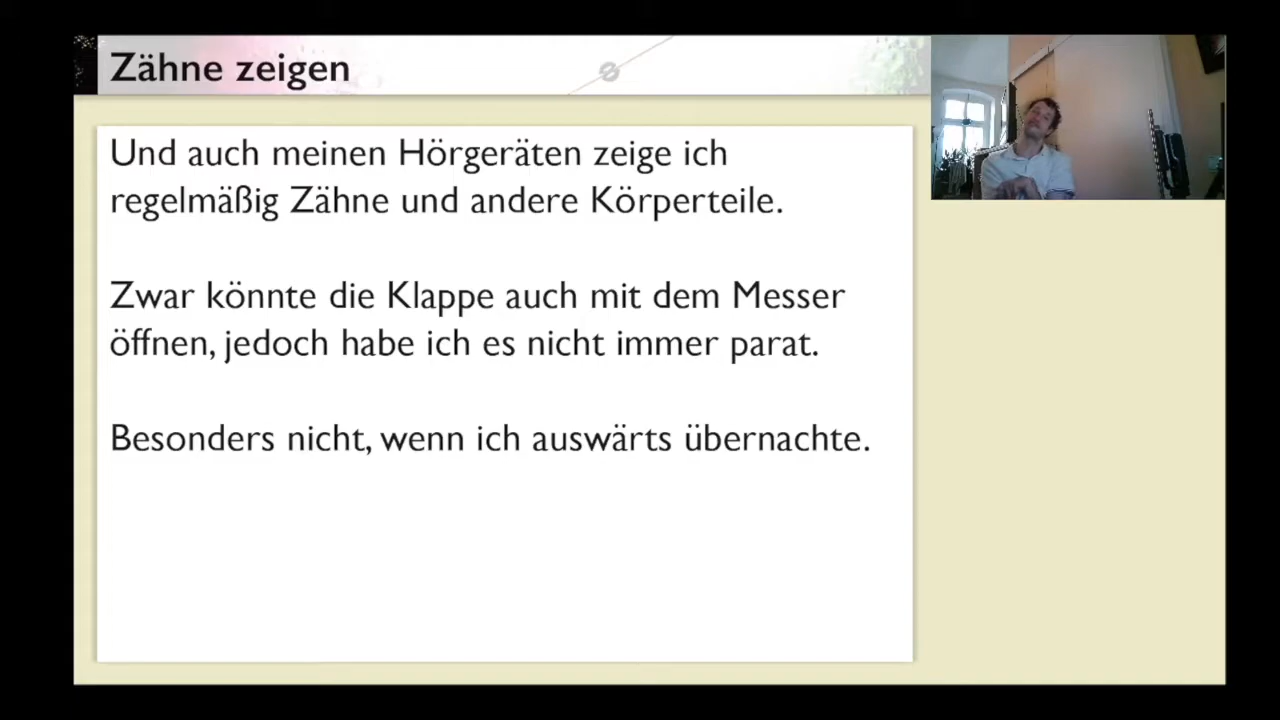 Zähne zeigen
Und auch meinen Hörgeräten zeige ich
regelmäßig Zähne und andere Körperteile.
Zwar könnte die Klappe auch mit dem Messer
öffnen, jedoch habe ich es nicht immer parat.
Besonders nicht, wenn ich auswärts übernachte.